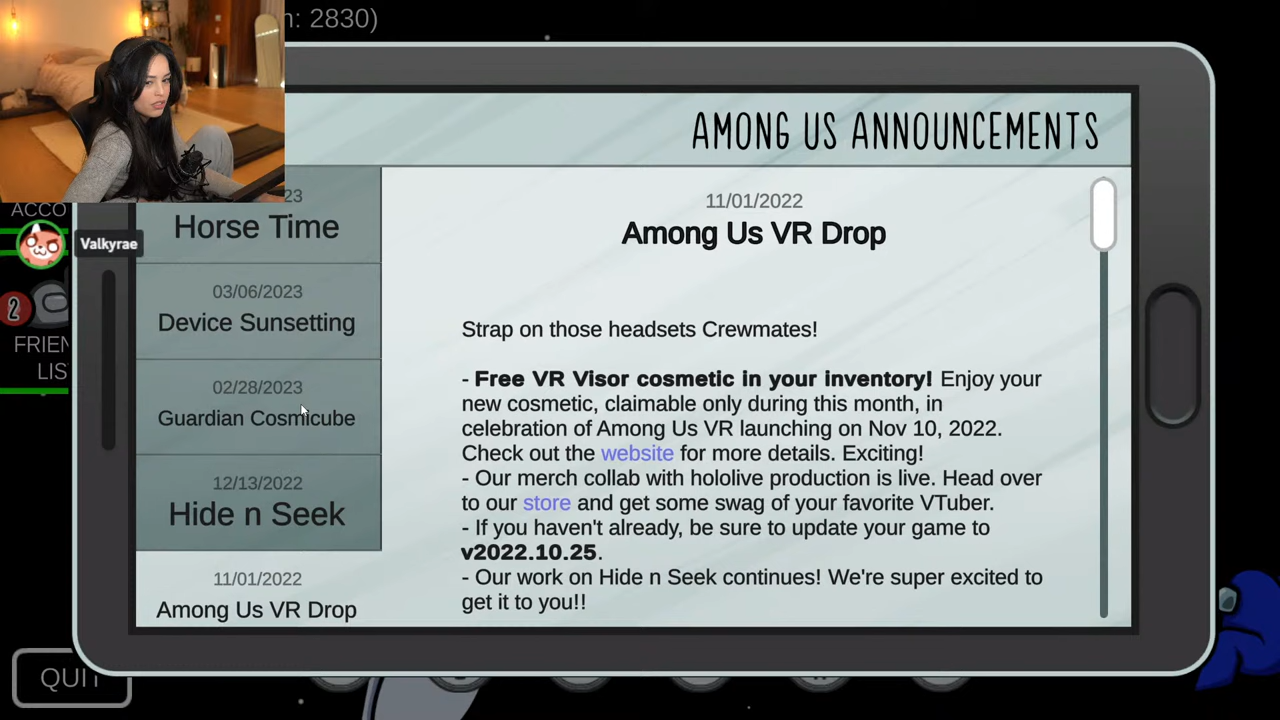 : 2830)
AMONG US ANNOUNCEMENTS
23
Horse Time
03/06/2023
Device Sunsetting
02/28/2023
Guardian Cosmicube
12/13/2022
Hide n Seek
11/01/2022
Among Us VR Drop
11/01/2022
Among Us VR Drop
Strap on those headsets Crewmates!
- Free VR Visor cosmetic in your inventory! Enjoy your
new cosmetic, claimable only during this month, in
celebration of Among Us VR launching on Nov 10, 2022.
Check out the website for more details. Exciting!
- Our merch collab with hololive production is live. Head over
to our store and get some swag of your favorite VTuber.
- If you haven't already, be sure to update your game to
v2022.10.25.
- Our work on Hide n Seek continues! We're super excited to
get it to you!!
ACCO
Valkyrae
2
FRIEN
LIS
QUIT